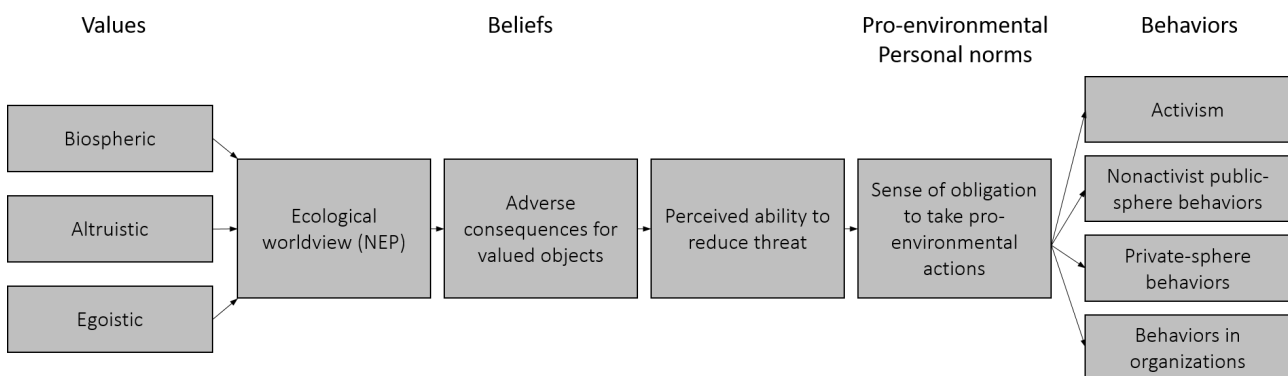 Values
Beliefs
Pro-environmental
Personal norms
Behaviors
Biospheric
Altruistic
Egoistic
Ecological
worldview (NEP)
Adverse
consequences for
valued objects
Perceived ability to
reduce threat
Sense of obligation
to take pro-
environmental
actions
Activism
Nonactivist public-
sphere behaviors
Private-sphere
behaviors
Behaviors in
organizations